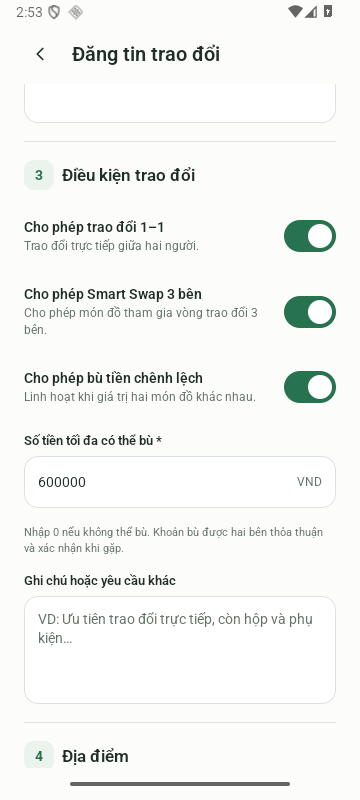 2:53
Đăng tin trao đổi
3 Điều kiện trao đổi
Cho phép trao đổi 1–1
Trao đổi trực tiếp giữa hai người.
Cho phép Smart Swap 3 bên
Cho phép món đồ tham gia vòng trao đổi 3
bên.
Cho phép bù tiền chênh lệch
Linh hoạt khi giá trị hai món đồ khác nhau.
Số tiền tối đa có thể bù *
600000 VND
Nhập 0 nếu không thể bù. Khoản bù được hai bên thỏa thuận
và xác nhận khi gặp.
Ghi chú hoặc yêu cầu khác
VD: Ưu tiên trao đổi trực tiếp, còn hộp và phụ
kiện…
4 Địa điểm